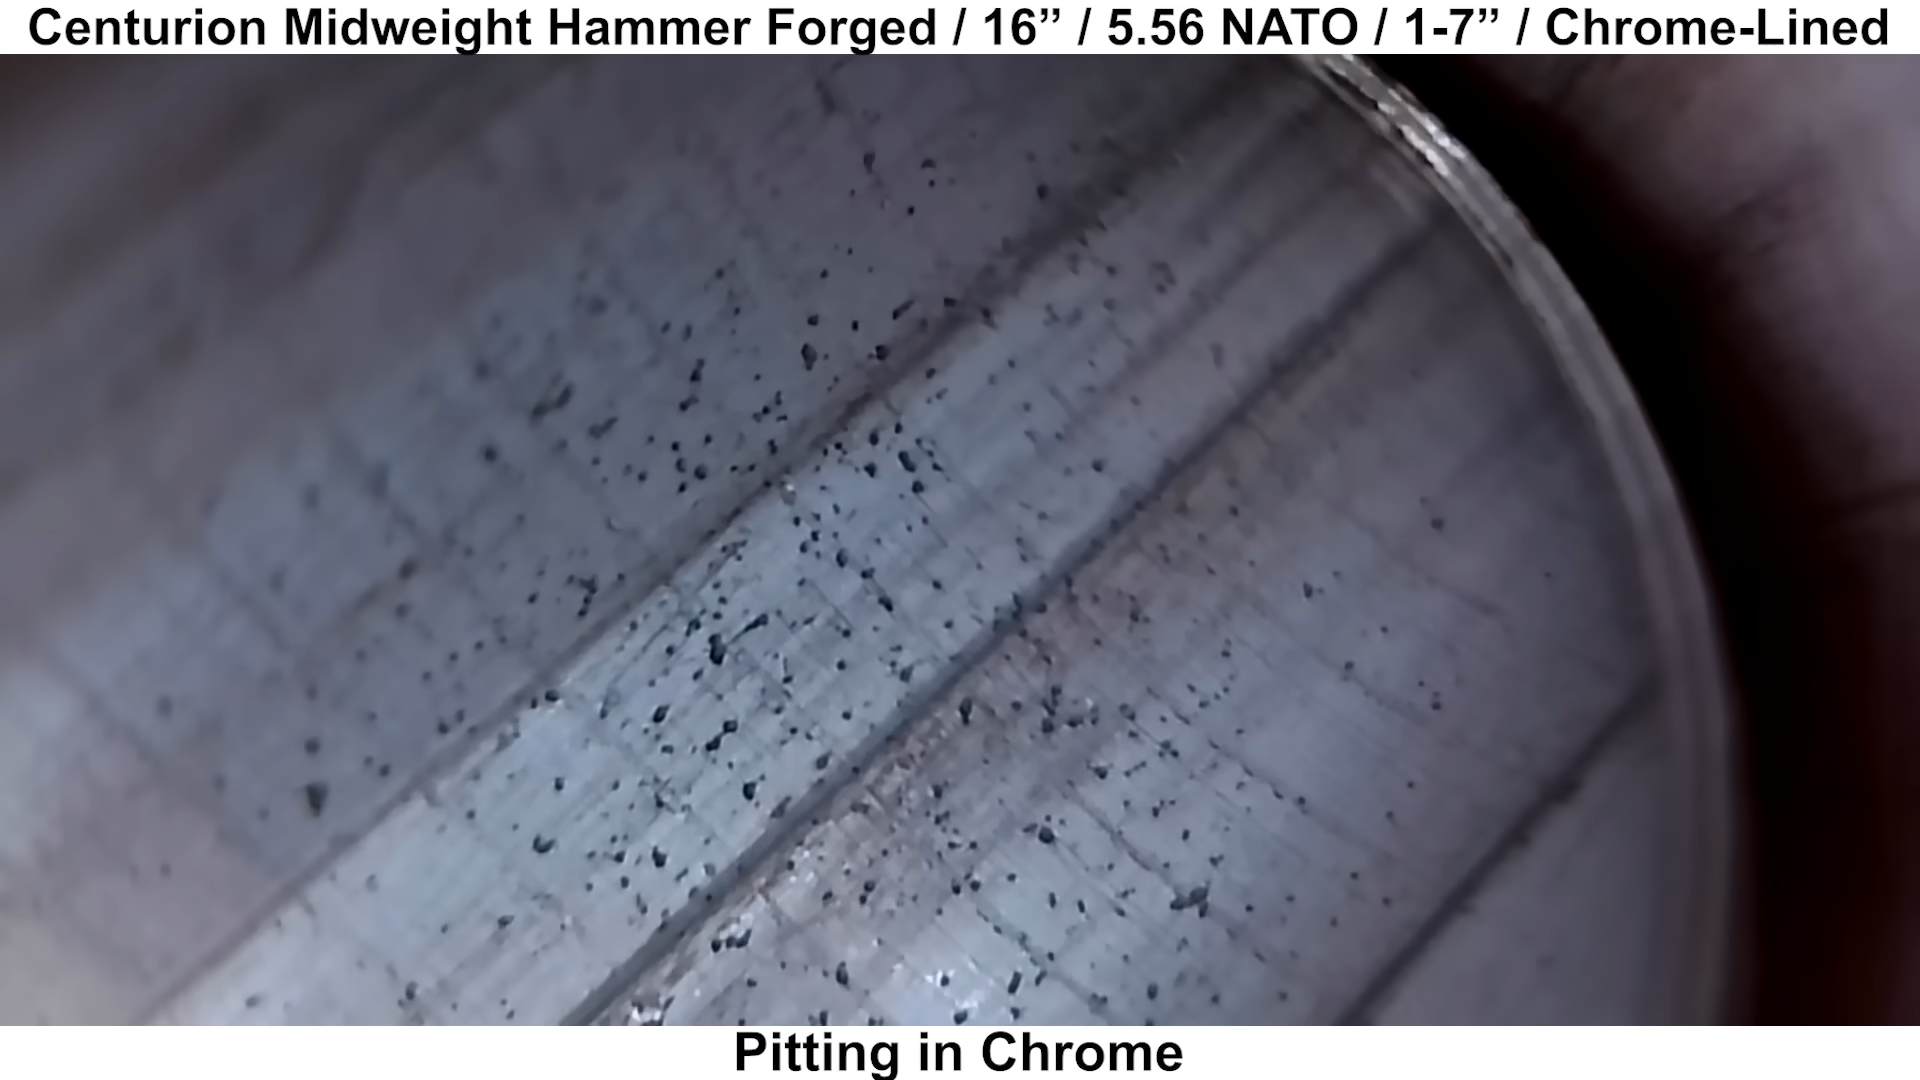 Centurion Midweight Hammer Forged / 16” / 5.56 NATO / 1-7” / Chrome-Lined
Pitting in Chrome